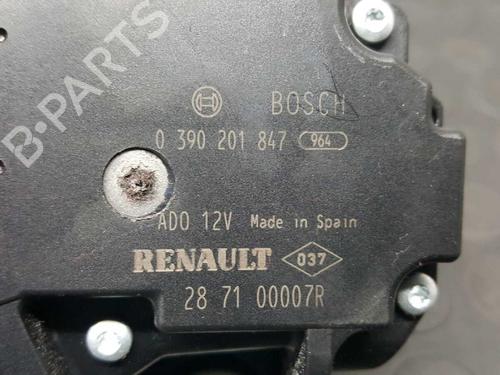 B-PARTS
BOSCH
0 390 201 847 964
ADO 12V Made in Spain
RENAULT 037
28 71 00007R